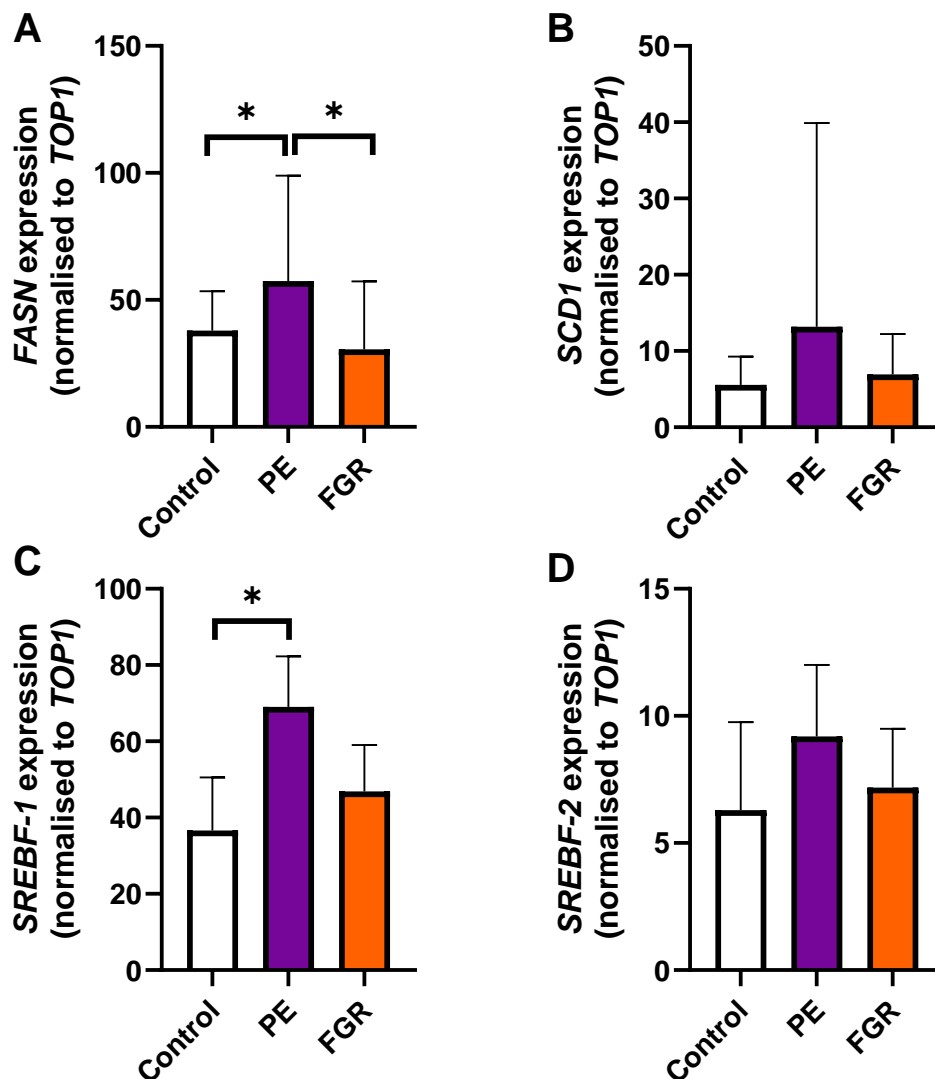 A
FASN expression
(normalised to TOP1)
150
100
50
0
*
*
Control
PE
FGR
B
SCD1 expression
(normalised to TOP1)
50
40
30
20
10
0
Control
PE
FGR
C
SREBF-1 expression
(normalised to TOP1)
100
80
60
40
20
0
*
Control
PE
FGR
D
SREBF-2 expression
(normalised to TOP1)
15
10
5
0
Control
PE
FGR